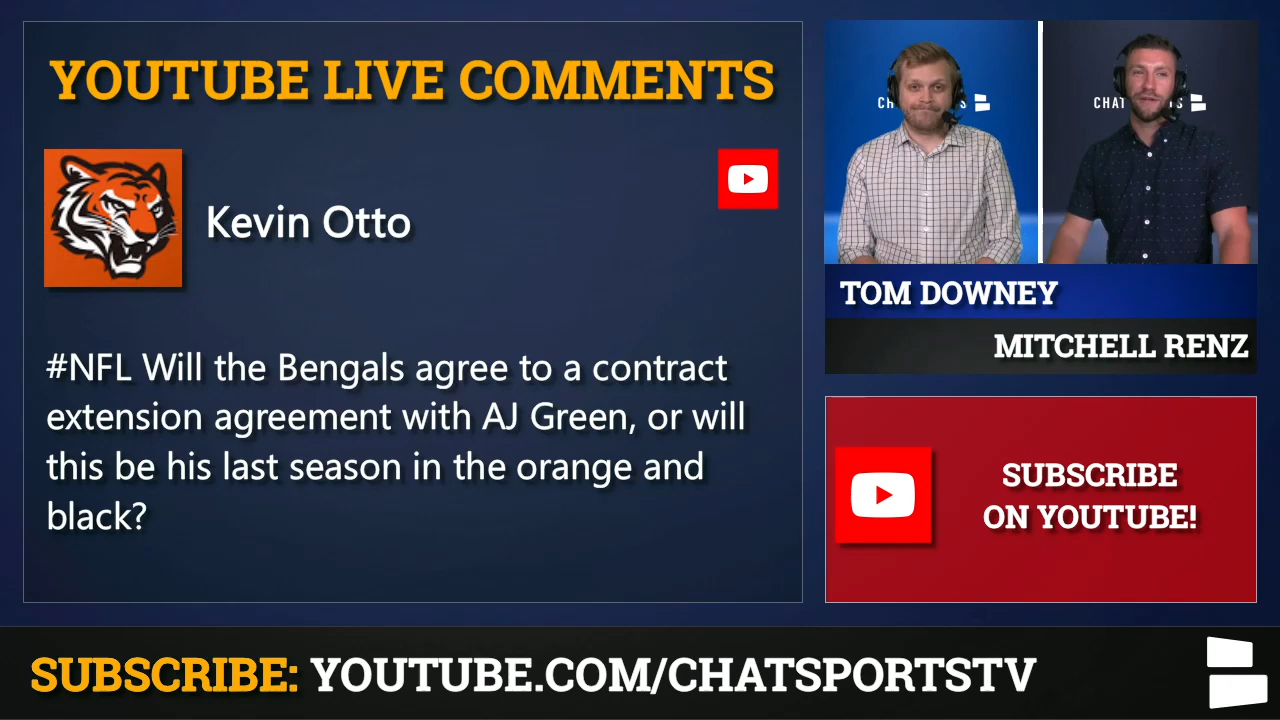 YOUTUBE LIVE COMMENTS
Kevin Otto
#NFL Will the Bengals agree to a contract
extension agreement with AJ Green, or will
this be his last season in the orange and
black?
TOM DOWNEY
MITCHELL RENZ
SUBSCRIBE
ON YOUTUBE!
SUBSCRIBE: YOUTUBE.COM/CHATSPORTSTV